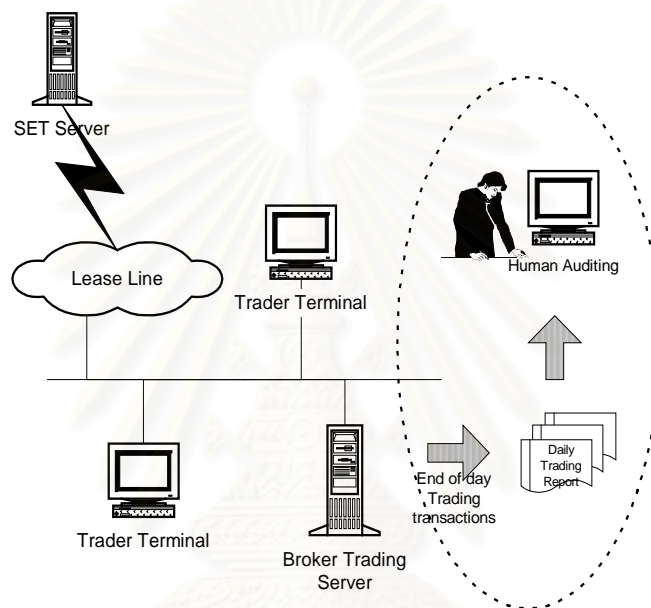 SET Server
Lease Line
Trader Terminal
Human Auditing
Daily
Trading
Report
End of day
Trading
transactions
Trader Terminal
Broker Trading
Server